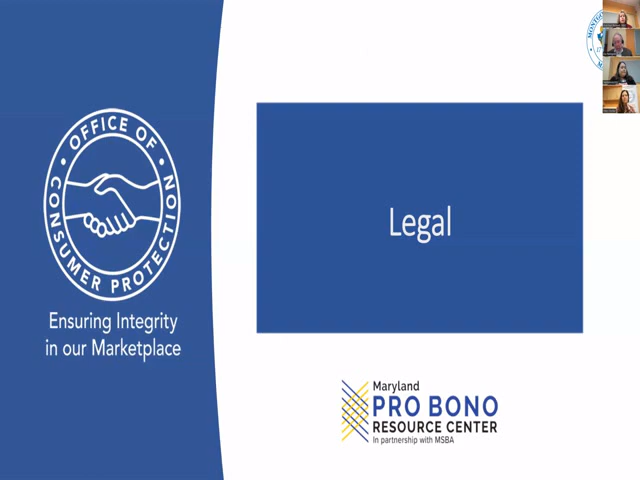 OFFICE OF
CONSUMER PROTECTION
Ensuring Integrity
in our Marketplace
Legal
Maryland
PRO BONO
RESOURCE CENTER
In partnership with MSBA